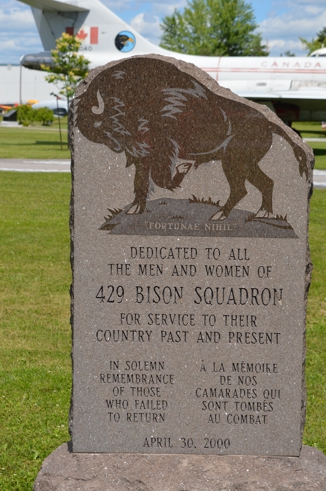 CANADA
"FORTUNAE NIHIL"
DEDICATED TO ALL
THE MEN AND WOMEN OF
429 BISON SQUADRON
FOR SERVICE TO THEIR
COUNTRY PAST AND PRESENT
IN SOLEMN
REMEMBRANCE
OF THOSE
WHO FAILED
TO RETURN
À LA MÉMOIRE
DE NOS
CAMARADES QUI
SONT TOMBÉS
AU COMBAT
APRIL 30, 2000